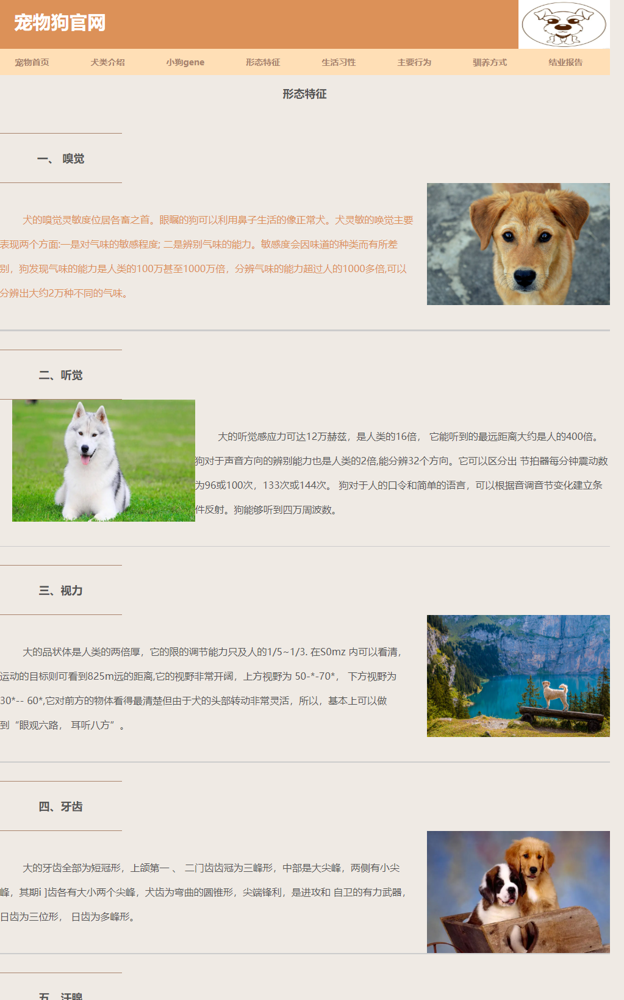 宠物狗官网
宠物首页 犬类介绍 小狗gene 形态特征 生活习性 主要行为 驯养方式 结业报告
形态特征
一、 嗅觉
犬的嗅觉灵敏度位居各畜之首。眼瞩的狗可以利用鼻子生活的像正常犬。犬灵敏的唤觉主要
表现两个方面:一是对气味的敏感程度; 二是辨别气味的能力。敏感度会因味道的种类而有所差
别，狗发现气味的能力是人类的100万甚至1000万倍，分辨气味的能力超过人的1000多倍,可以
分辨出大约2万种不同的气味。
二、听觉
大的听觉感应力可达12万赫兹，是人类的16倍， 它能听到的最远距离大约是人的400倍。
狗对于声音方向的辨别能力也是人类的2倍,能分辨32个方向。它可以区分出 节拍器每分钟震动数
为96或100次，133次或144次。 狗对于人的口令和简单的语言，可以根据音调音节变化建立条
件反射。狗能够听到四万周波数。
三、视力
大的品状体是人类的两倍厚，它的限的调节能力只及人的1/5~1/3. 在S0mz 内可以看清，
运动的目标则可看到825m远的距离,它的视野非常开阔，上方视野为 50-*-70*， 下方视野为
30*-- 60*,它对前方的物体看得最清楚但由于犬的头部转动非常灵活，所以，基本上可以做
到“眼观六路， 耳听八方”。
四、牙齿
大的牙齿全部为短冠形，上颌第一 、 二门齿齿冠为三峰形，中部是大尖峰，两侧有小尖
峰，其期i ]齿各有大小两个尖峰，犬齿为弯曲的圆锥形，尖端锋利，是进攻和 自卫的有力武器，
日齿为三位形， 日齿为多峰形。
五、汗腺